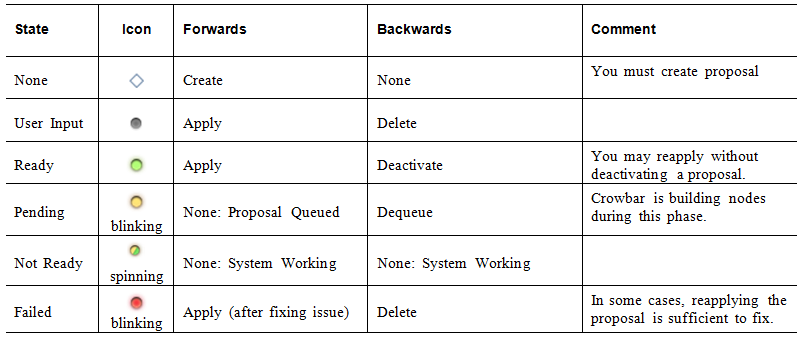 State Icon Forwards Backwards Comment
None Create None You must create proposal
User Input Apply Delete
Ready Apply Deactivate You may reapply without
deactivating a proposal.
Pending blinking None: Proposal Queued Dequeue Crowbar is building nodes
during this phase.
Not Ready spinning None: System Working None: System Working
Failed blinking Apply (after fixing issue) Delete In some cases, reapplying the
proposal is sufficient to fix.